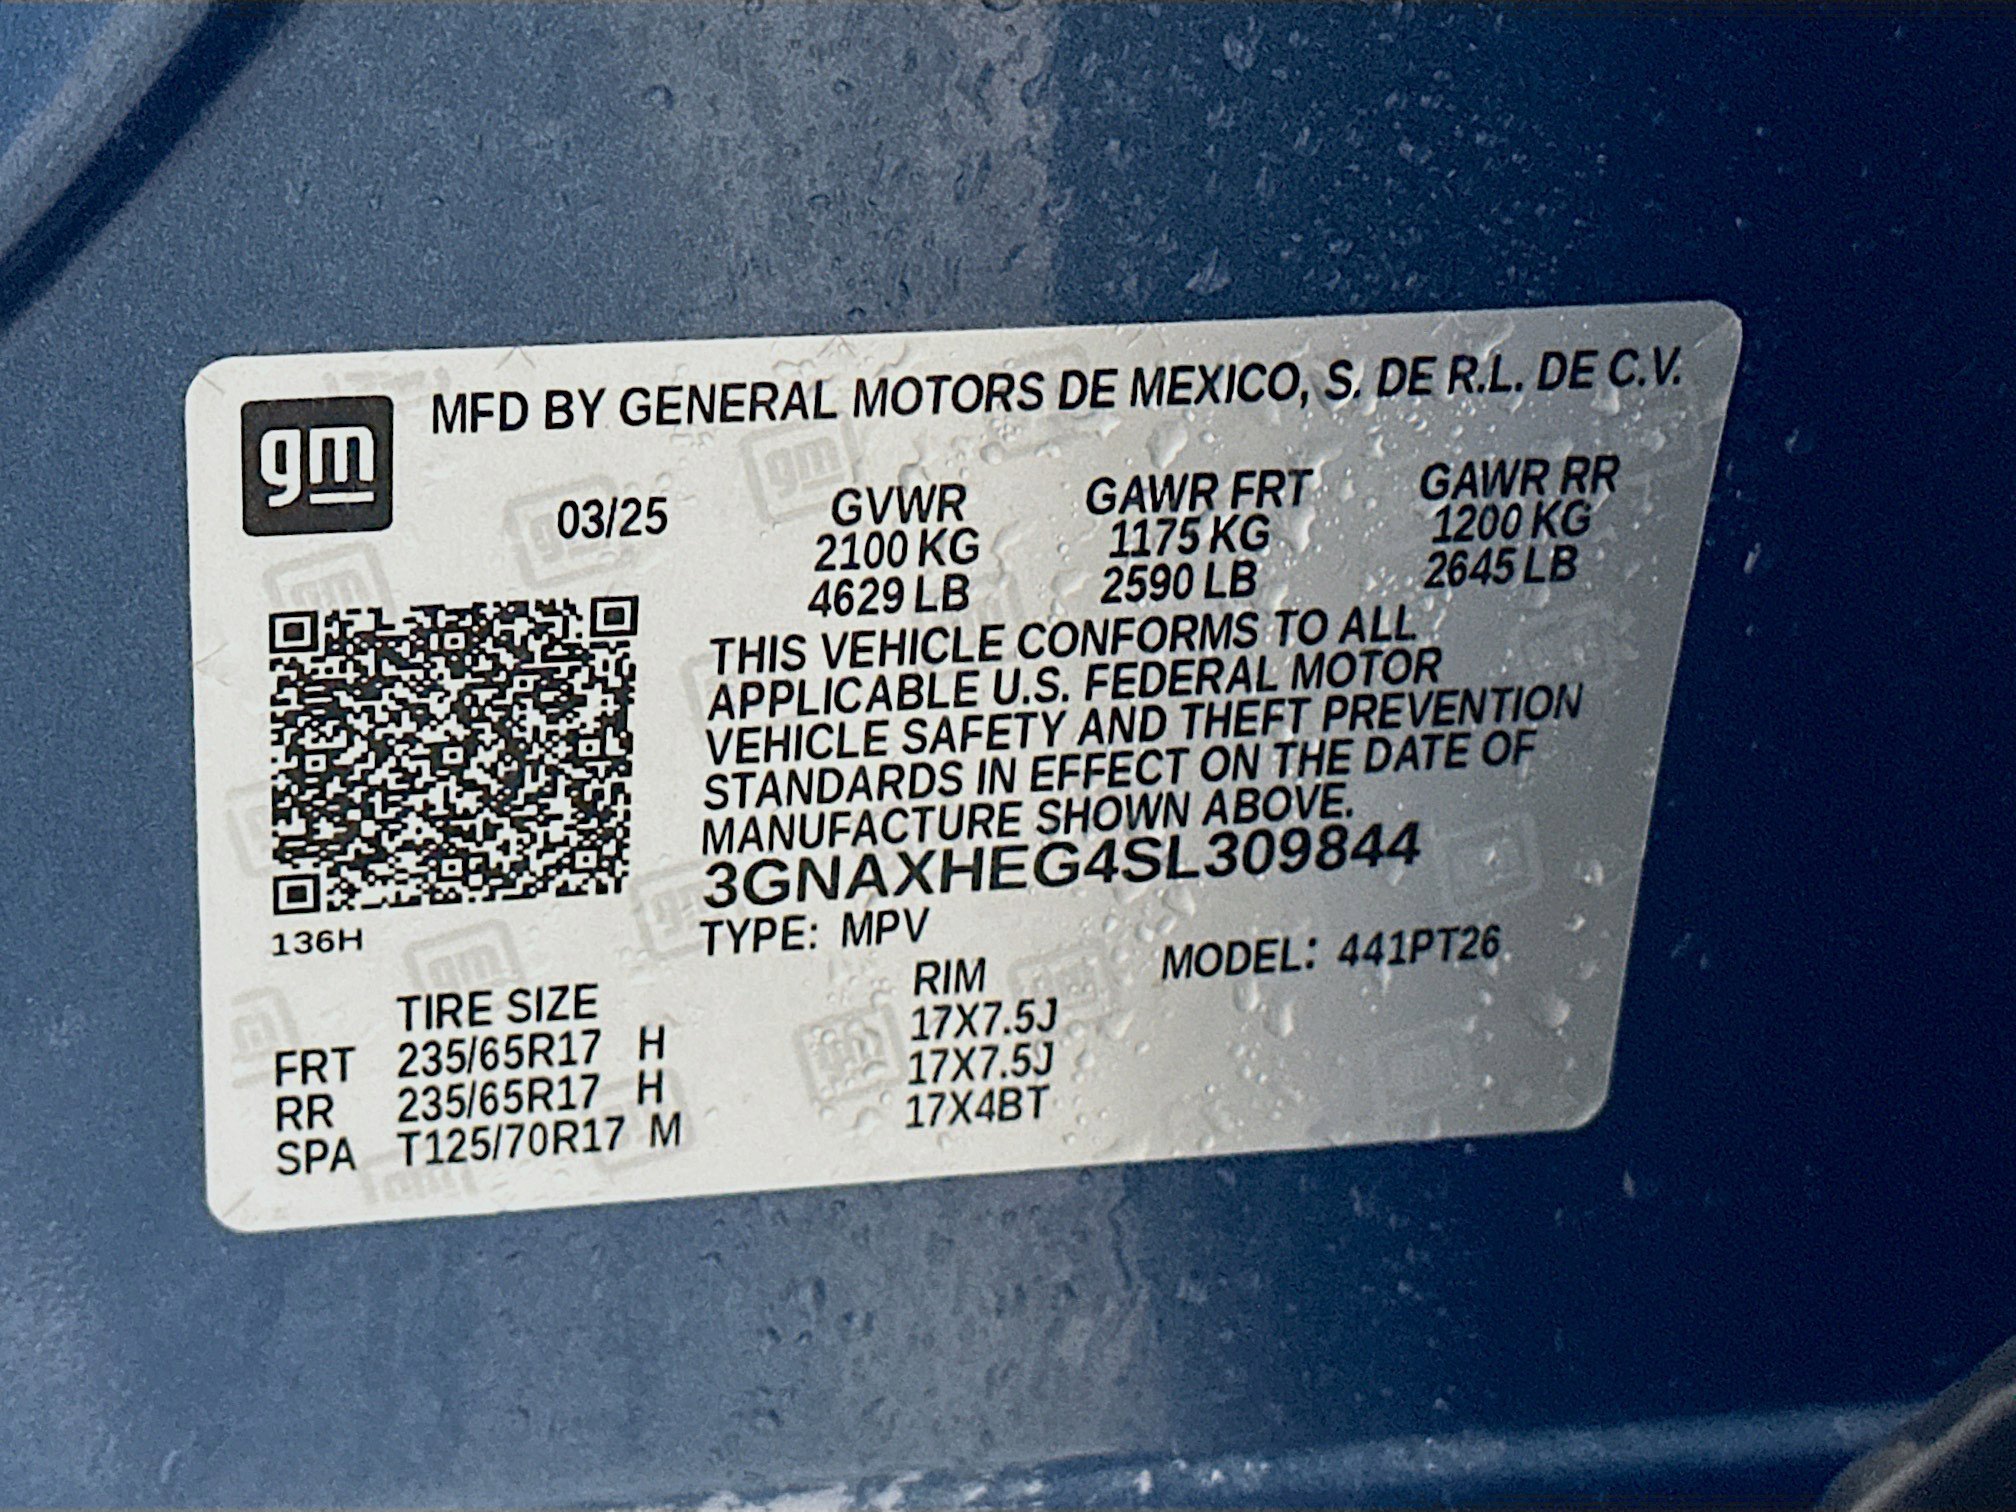 gm
MFD BY GENERAL MOTORS DE MEXICO, S. DE R.L. DE C.V.
03/25 GVWR GAWR FRT GAWR RR
2100 KG 1175 KG 1200 KG
4629 LB 2590 LB 2645 LB
THIS VEHICLE CONFORMS TO ALL
APPLICABLE U.S. FEDERAL MOTOR
VEHICLE SAFETY AND THEFT PREVENTION
STANDARDS IN EFFECT ON THE DATE OF
MANUFACTURE SHOWN ABOVE.
3GNAXHEG4SL309844
136H
TYPE: MPV MODEL: 441PT26
TIRE SIZE RIM
FRT 235/65R17 H 17X7.5J
RR 235/65R17 H 17X7.5J
SPA T125/70R17 M 17X4BT